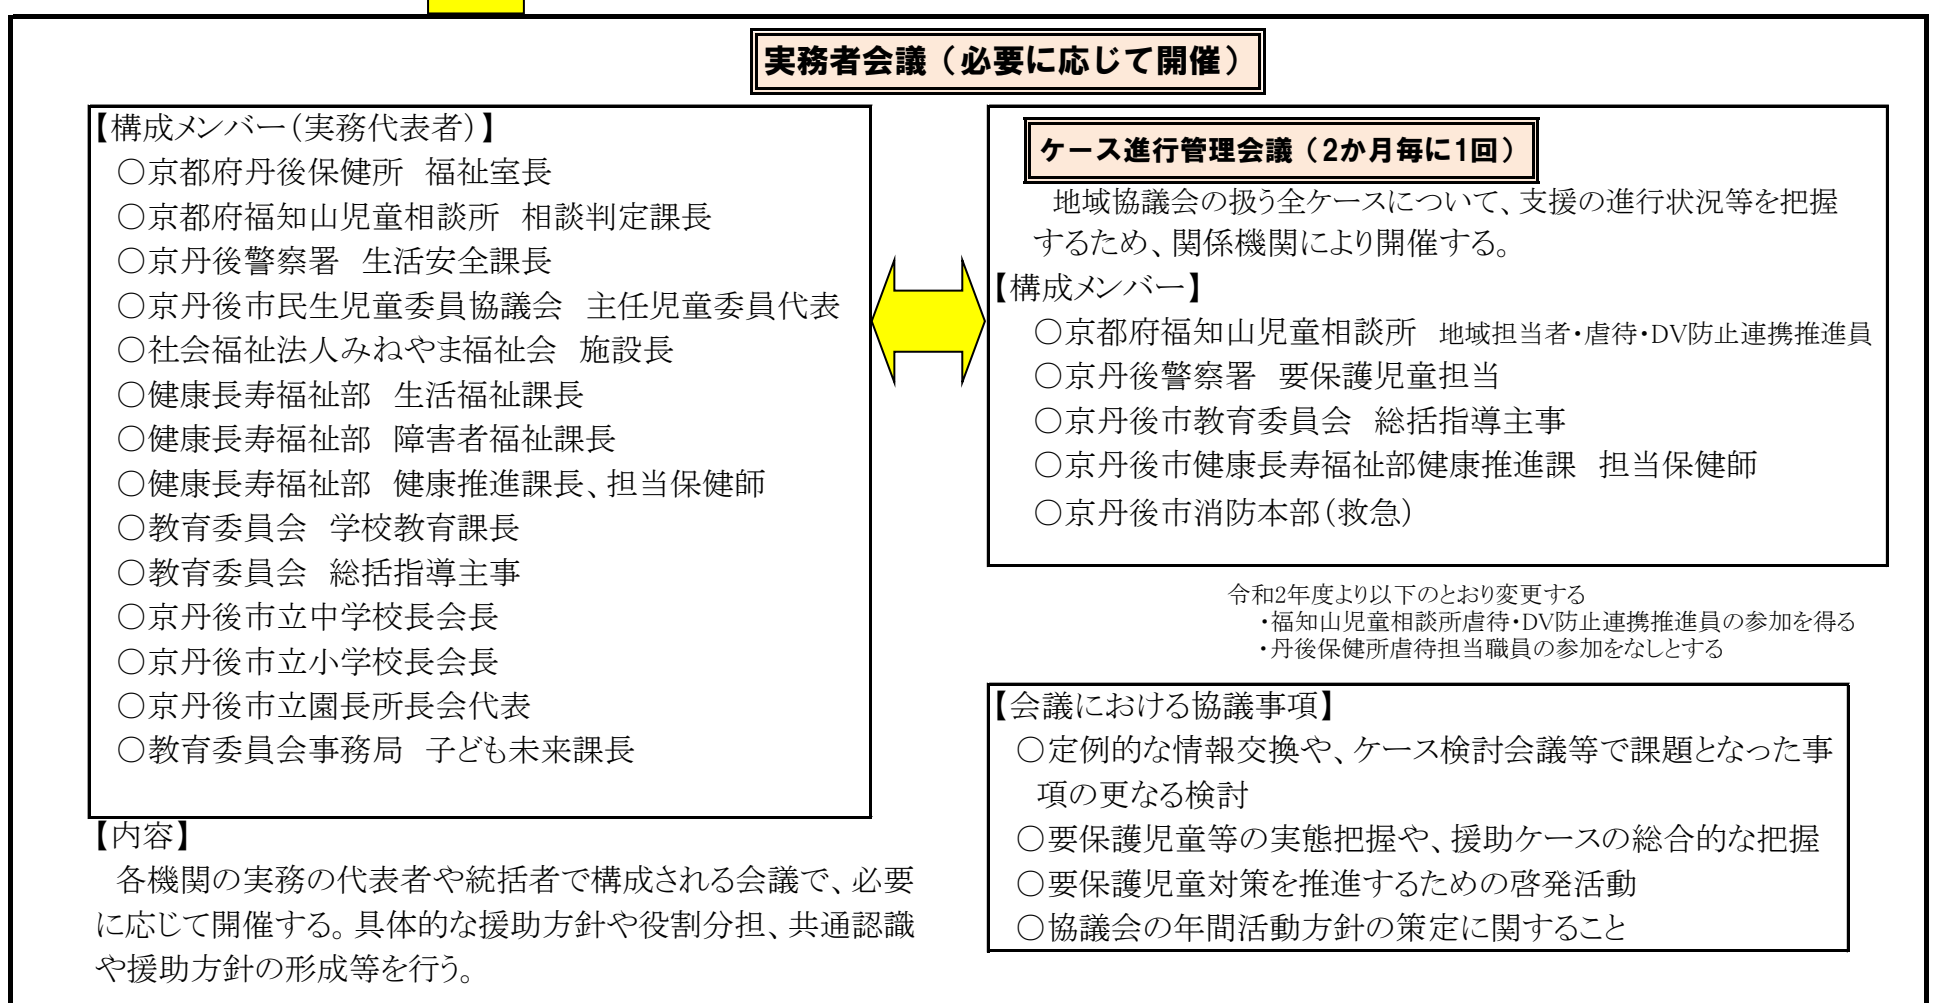 実務者会議（必要に応じて開催）
【構成メンバー（実務代表者）】
○京都府丹後保健所　福祉室長
○京都府福知山児童相談所　相談判定課長
○京丹後警察署　生活安全課長
○京丹後市民生児童委員協議会　主任児童委員代表
○社会福祉法人みねやま福祉会　施設長
○健康長寿福祉部　生活福祉課長
○健康長寿福祉部　障害者福祉課長
○健康長寿福祉部　健康推進課長、担当保健師
○教育委員会　学校教育課長
○教育委員会　総括指導主事
○京丹後市立中学校長会長
○京丹後市立小学校長会長
○京丹後市立園長所長会代表
○教育委員会事務局　子ども未来課長
【内容】
各機関の実務の代表者や統括者で構成される会議で、必要
に応じて開催する。具体的な援助方針や役割分担、共通認識
や援助方針の形成等を行う。
ケース進行管理会議（2か月毎に1回）
地域協議会の扱う全ケースについて、支援の進行状況等を把握
するため、関係機関により開催する。
【構成メンバー】
○京都府福知山児童相談所　地域担当者・虐待・DV防止連携推進員
○京丹後警察署　要保護児童担当
○京丹後市教育委員会　総括指導主事
○京丹後市健康長寿福祉部健康推進課　担当保健師
○京丹後市消防本部（救急）
令和2年度より以下のとおり変更する
・福知山児童相談所虐待・DV防止連携推進員の参加を得る
・丹後保健所虐待担当職員の参加をなしとする
【会議における協議事項】
○定例的な情報交換や、ケース検討会議等で課題となった事
項の更なる検討
○要保護児童等の実態把握や、援助ケースの総合的な把握
○要保護児童対策を推進するための啓発活動
○協議会の年間活動方針の策定に関すること